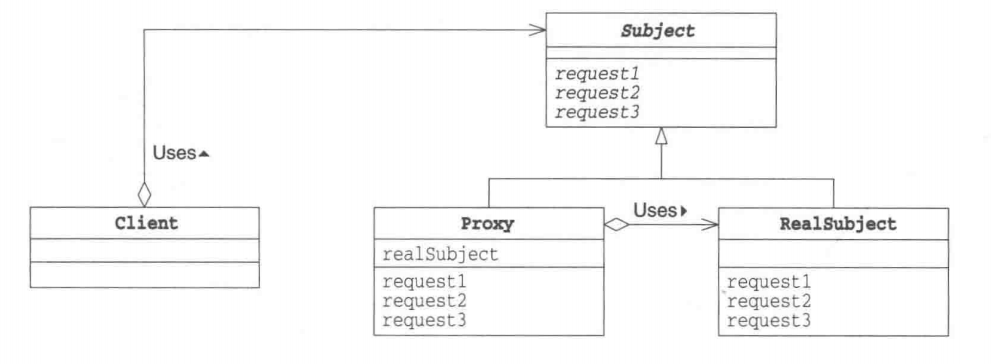 Subject
request1
request2
request3
Uses▲
Client
Proxy
realSubject
request1
request2
request3
Uses▶
RealSubject
request1
request2
request3